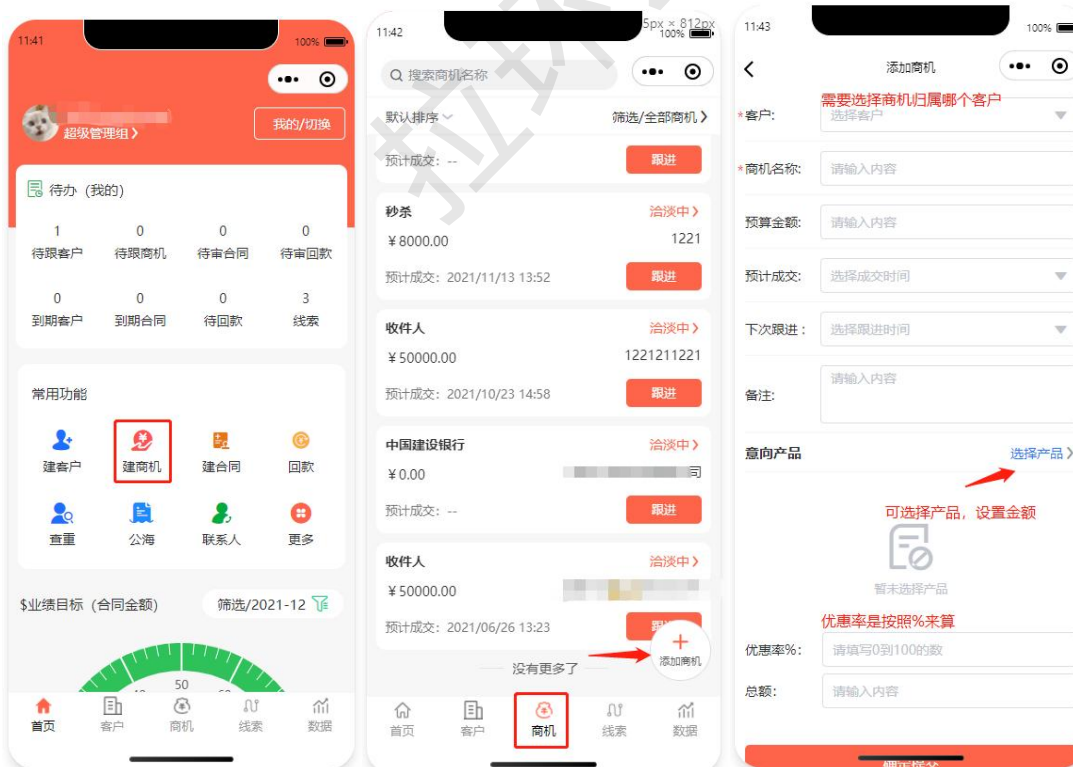 11:41
100%
超级管理组
我的/切换
待办（我的）
1 0 0 0
待跟客户 待跟商机 待审合同 待审回款
0 0 0 3
到期客户 到期合同 待回款 线索
常用功能
建客户 建商机 建合同 回款
查重 公海 联系人 更多
$业绩目标（合同金额） 筛选/2021-12
50
首页 客户 商机 线索 数据
11:42
5px × 812px
100%
搜索商机名称
默认排序 筛选/全部商机
预计成交：-- 跟进
秒杀 洽淡中
¥8000.00 1221
预计成交：2021/11/13 13:52 跟进
收件人 洽淡中
¥50000.00 1221211221
预计成交：2021/10/23 14:58 跟进
中国建设银行 洽淡中
¥0.00 司
预计成交：-- 跟进
收件人 洽淡中
¥50000.00
预计成交：2021/06/26 13:23
添加商机
没有更多了
首页 客户 商机 线索 数据
11:43
100%
添加商机
需要选择商机归属哪个客户
*客户: 选择客户
*商机名称: 请输入内容
预算金额: 请输入内容
预计成交: 选择成交时间
下次跟进： 选择跟进时间
备注: 请输入内容
意向产品 选择产品
可选择产品，设置金额
暂未选择产品
优惠率是按照%来算
优惠率%: 请填写0到100的数
总额: 请输入内容